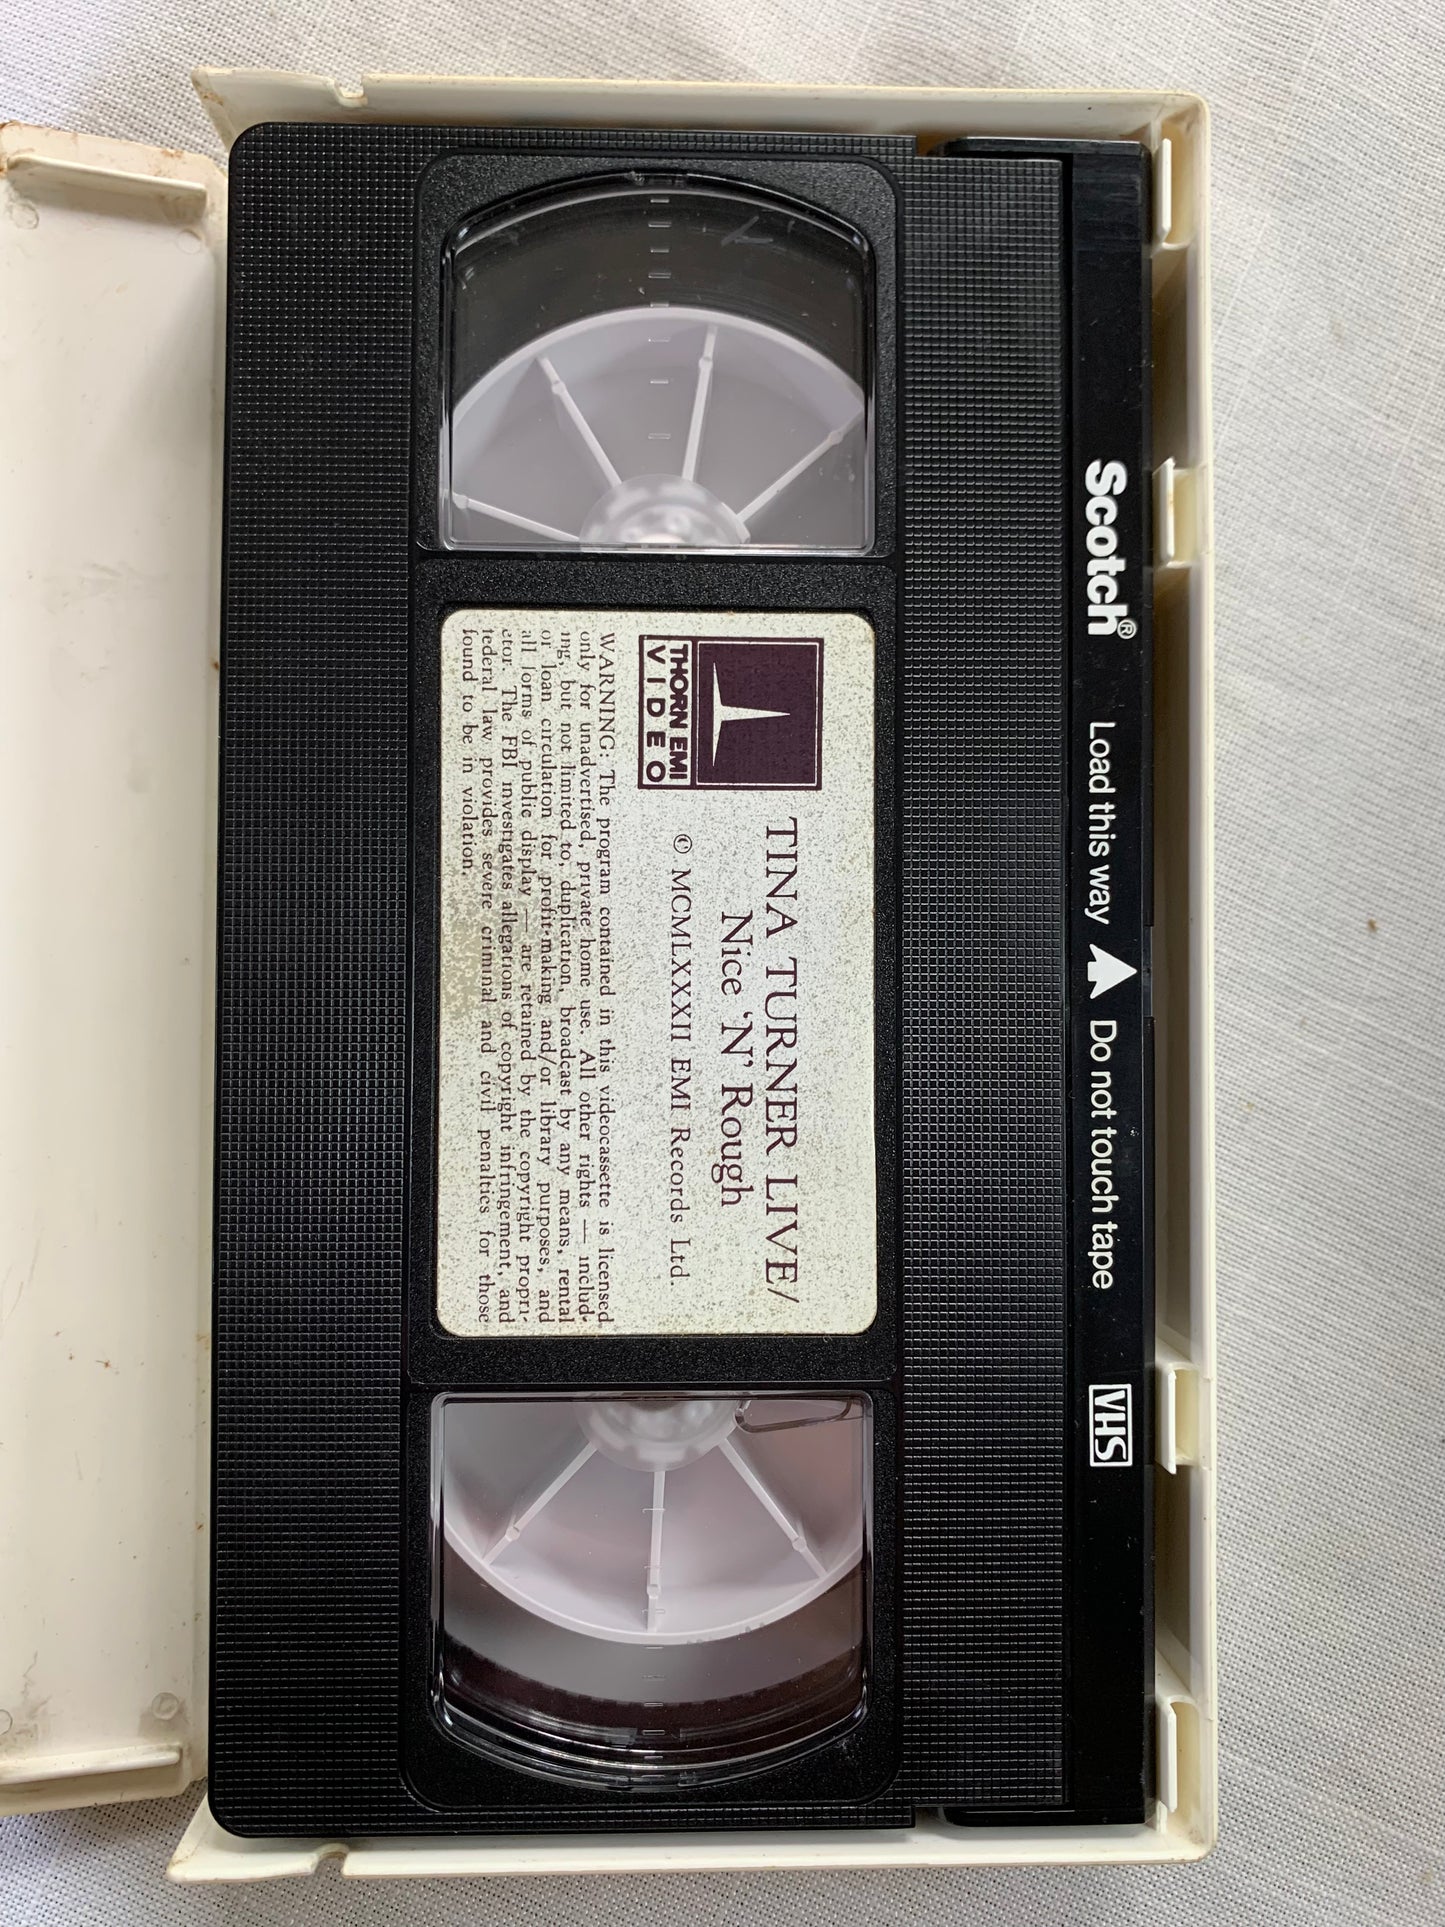 Scotch® Load this way Do not touch tape VHS
THORN EMI
VIDEO
TINA TURNER LIVE/
Nice 'N' Rough
© MCMLXXXII EMI Records Ltd.
WARNING: The program contained in this videocassette is licensed
only for unadvertised, private home use. All other rights — includ-
ing, but not limited to, duplication, broadcast by any means, rental
or loan circulation for profit-making and/or library purposes, and
all forms of public display — are retained by the copyright propri-
etor. The FBI investigates allegations of copyright infringement, and
federal law provides severe criminal and civil penalties for those
found to be in violation.